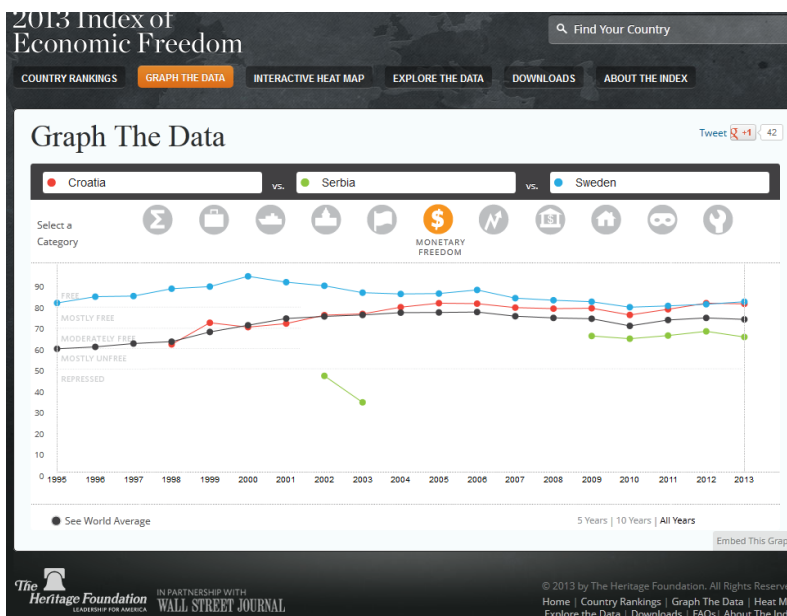 2013 Index of
Economic Freedom
Find Your Country
COUNTRY RANKINGS GRAPH THE DATA INTERACTIVE HEAT MAP EXPLORE THE DATA DOWNLOADS ABOUT THE INDEX
Graph The Data
Tweet +1 42
Croatia vs. Serbia vs. Sweden
Select a
Category
MONETARY
FREEDOM
90
FREE
80
MOSTLY FREE
70
MODERATELY FREE
60
MOSTLY UNFREE
50
REPRESSED
40
30
20
10
0
1995 1996 1997 1998 1999 2000 2001 2002 2003 2004 2005 2006 2007 2008 2009 2010 2011 2012 2013
See World Average
5 Years | 10 Years | All Years
Embed This Grap
The
Heritage Foundation
LEADERSHIP FOR AMERICA
IN PARTNERSHIP WITH
WALL STREET JOURNAL
© 2013 by The Heritage Foundation. All Rights Reserve
Home | Country Rankings | Graph The Data | Heat M
Explore the Data | Downloads | FAQs| About The Ind